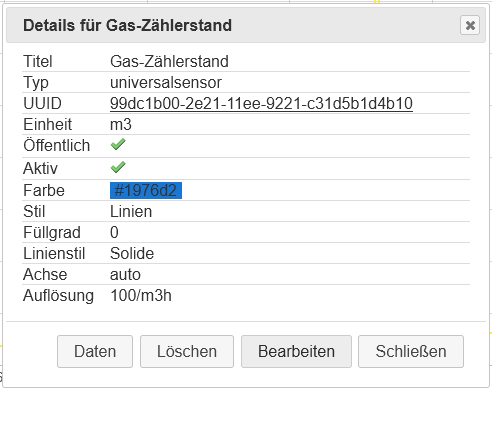 Details für Gas-Zählerstand
Titel Gas-Zählerstand
Typ universalsensor
UUID 99dc1b00-2e21-11ee-9221-c31d5b1d4b10
Einheit m3
Öffentlich
Aktiv
Farbe #1976d2
Stil Linien
Füllgrad 0
Linienstil Solide
Achse auto
Auflösung 100/m3h
Daten Löschen Bearbeiten Schließen